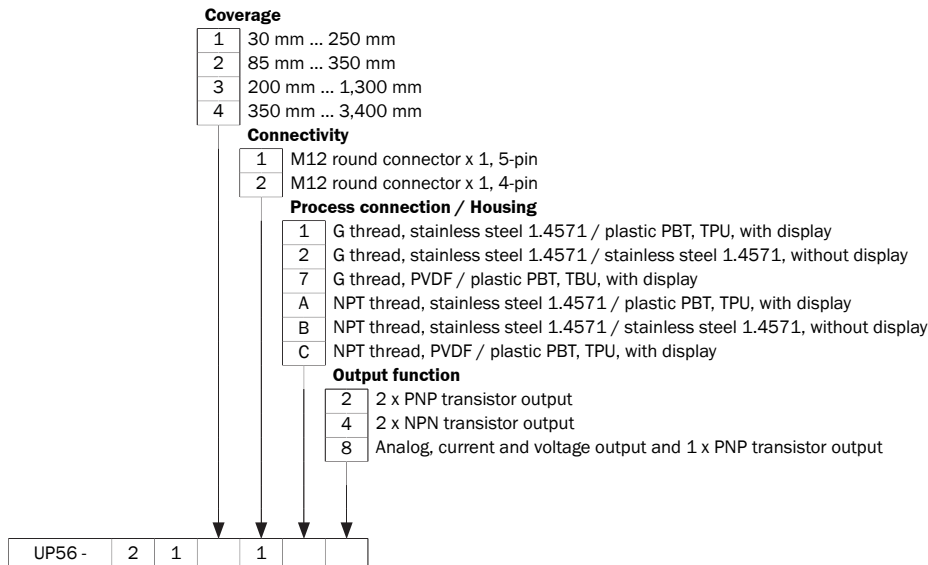 Coverage
1 30 mm ... 250 mm
2 85 mm ... 350 mm
3 200 mm ... 1,300 mm
4 350 mm ... 3,400 mm
Connectivity
1 M12 round connector x 1, 5-pin
2 M12 round connector x 1, 4-pin
Process connection / Housing
1 G thread, stainless steel 1.4571 / plastic PBT, TPU, with display
2 G thread, stainless steel 1.4571 / stainless steel 1.4571, without display
7 G thread, PVDF / plastic PBT, TBU, with display
A NPT thread, stainless steel 1.4571 / plastic PBT, TPU, with display
B NPT thread, stainless steel 1.4571 / stainless steel 1.4571, without display
C NPT thread, PVDF / plastic PBT, TPU, with display
Output function
2 2 x PNP transistor output
4 2 x NPN transistor output
8 Analog, current and voltage output and 1 x PNP transistor output
UP56 - 2 1 1